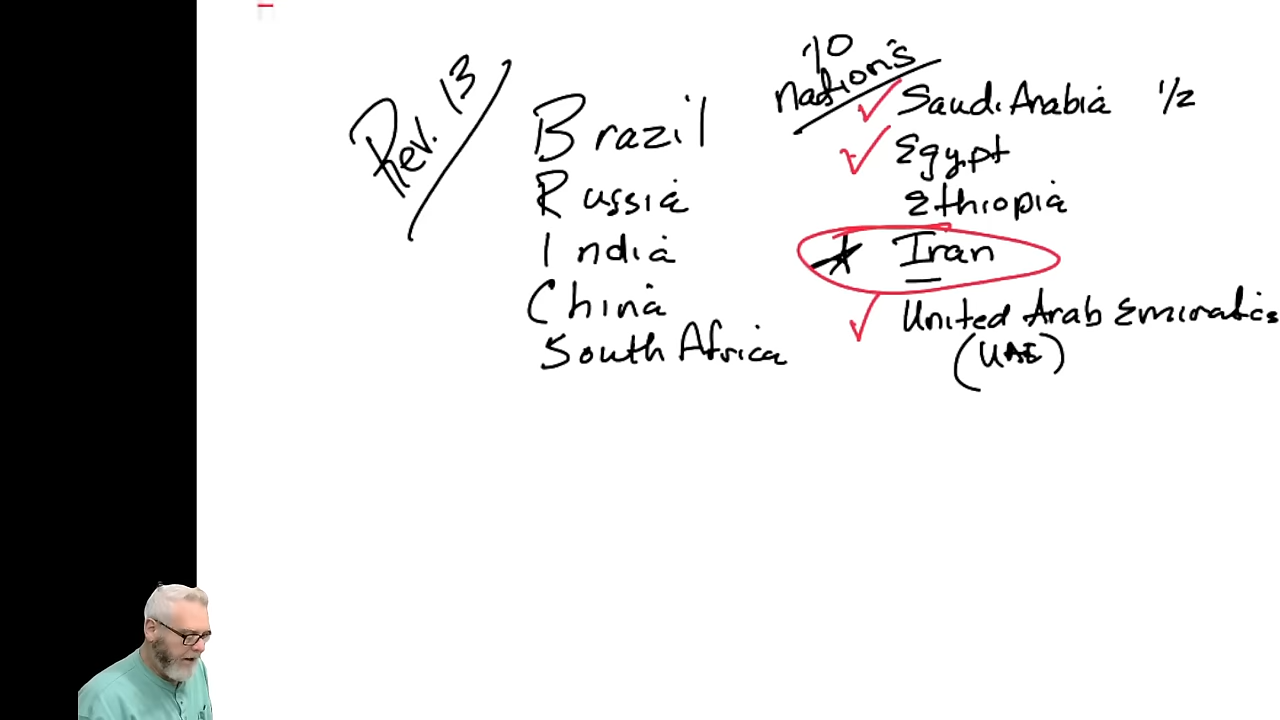 Rev. 13
Brazil
Russia
India
China
South Africa
10
Nations
Saudi Arabia 1/2
Egypt
Ethiopia
Iran
United Arab Emirates
(UAE)